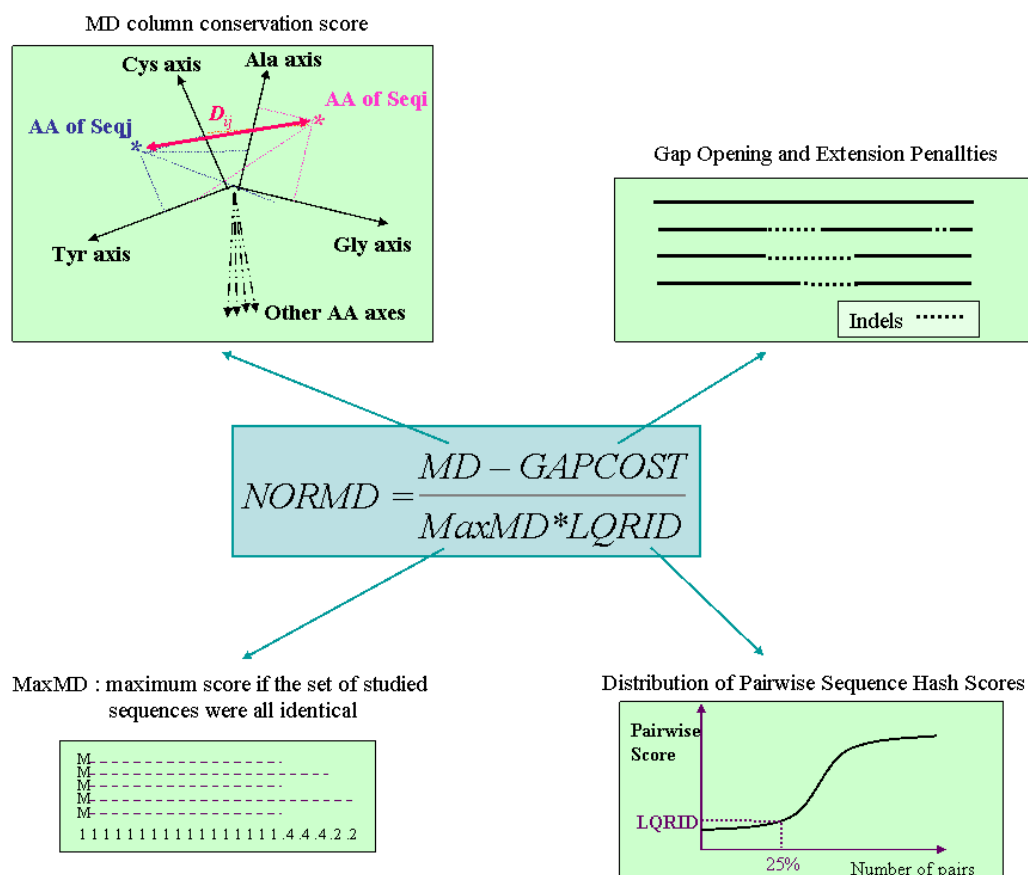 MD column conservation score
Cys axis
Ala axis
D_ij
AA of Seqi
*
AA of Seqj
*
Tyr axis
Gly axis
Other AA axes
Gap Opening and Extension Penallties
Indels
NORMD = MD – GAPCOST
MaxMD*LQRID
MaxMD : maximum score if the set of studied
sequences were all identical
M
M
M
M
M
1 1 1 1 1 1 1 1 1 1 1 1 1 1 1 1 1 .4 .4 .4 .2 .2
Distribution of Pairwise Sequence Hash Scores
Pairwise
Score
LQRID
25%
Number of pairs